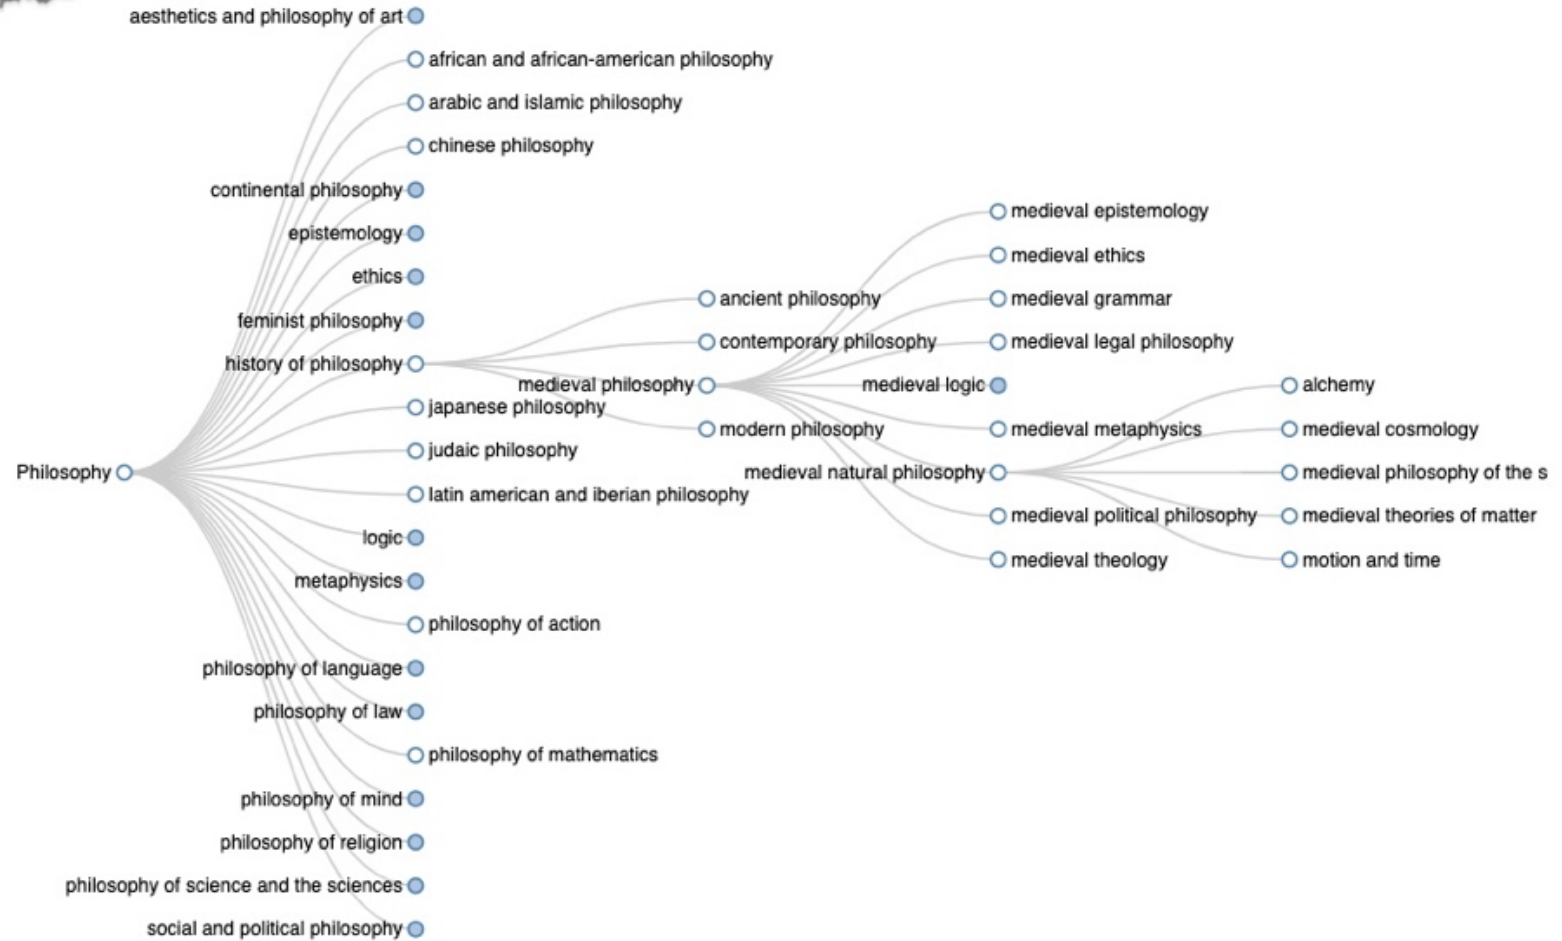 aesthetics and philosophy of art
african and african-american philosophy
arabic and islamic philosophy
chinese philosophy
continental philosophy
epistemology
ethics
feminist philosophy
history of philosophy
japanese philosophy
judaic philosophy
Philosophy
latin american and iberian philosophy
logic
metaphysics
philosophy of action
philosophy of language
philosophy of law
philosophy of mathematics
philosophy of mind
philosophy of religion
philosophy of science and the sciences
social and political philosophy
ancient philosophy
contemporary philosophy
medieval philosophy
modern philosophy
medieval epistemology
medieval ethics
medieval grammar
medieval legal philosophy
medieval logic
medieval metaphysics
medieval natural philosophy
medieval political philosophy
medieval theology
alchemy
medieval cosmology
medieval philosophy of the s
medieval theories of matter
motion and time